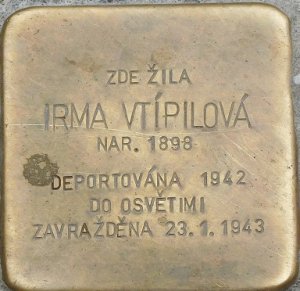 ZDE ŽILA
IRMA VTÍPILOVÁ
NAR. 1898
DEPORTOVÁNA 1942
DO OSVĚTIMI
ZAVRAŽDĚNA 23.1.1943